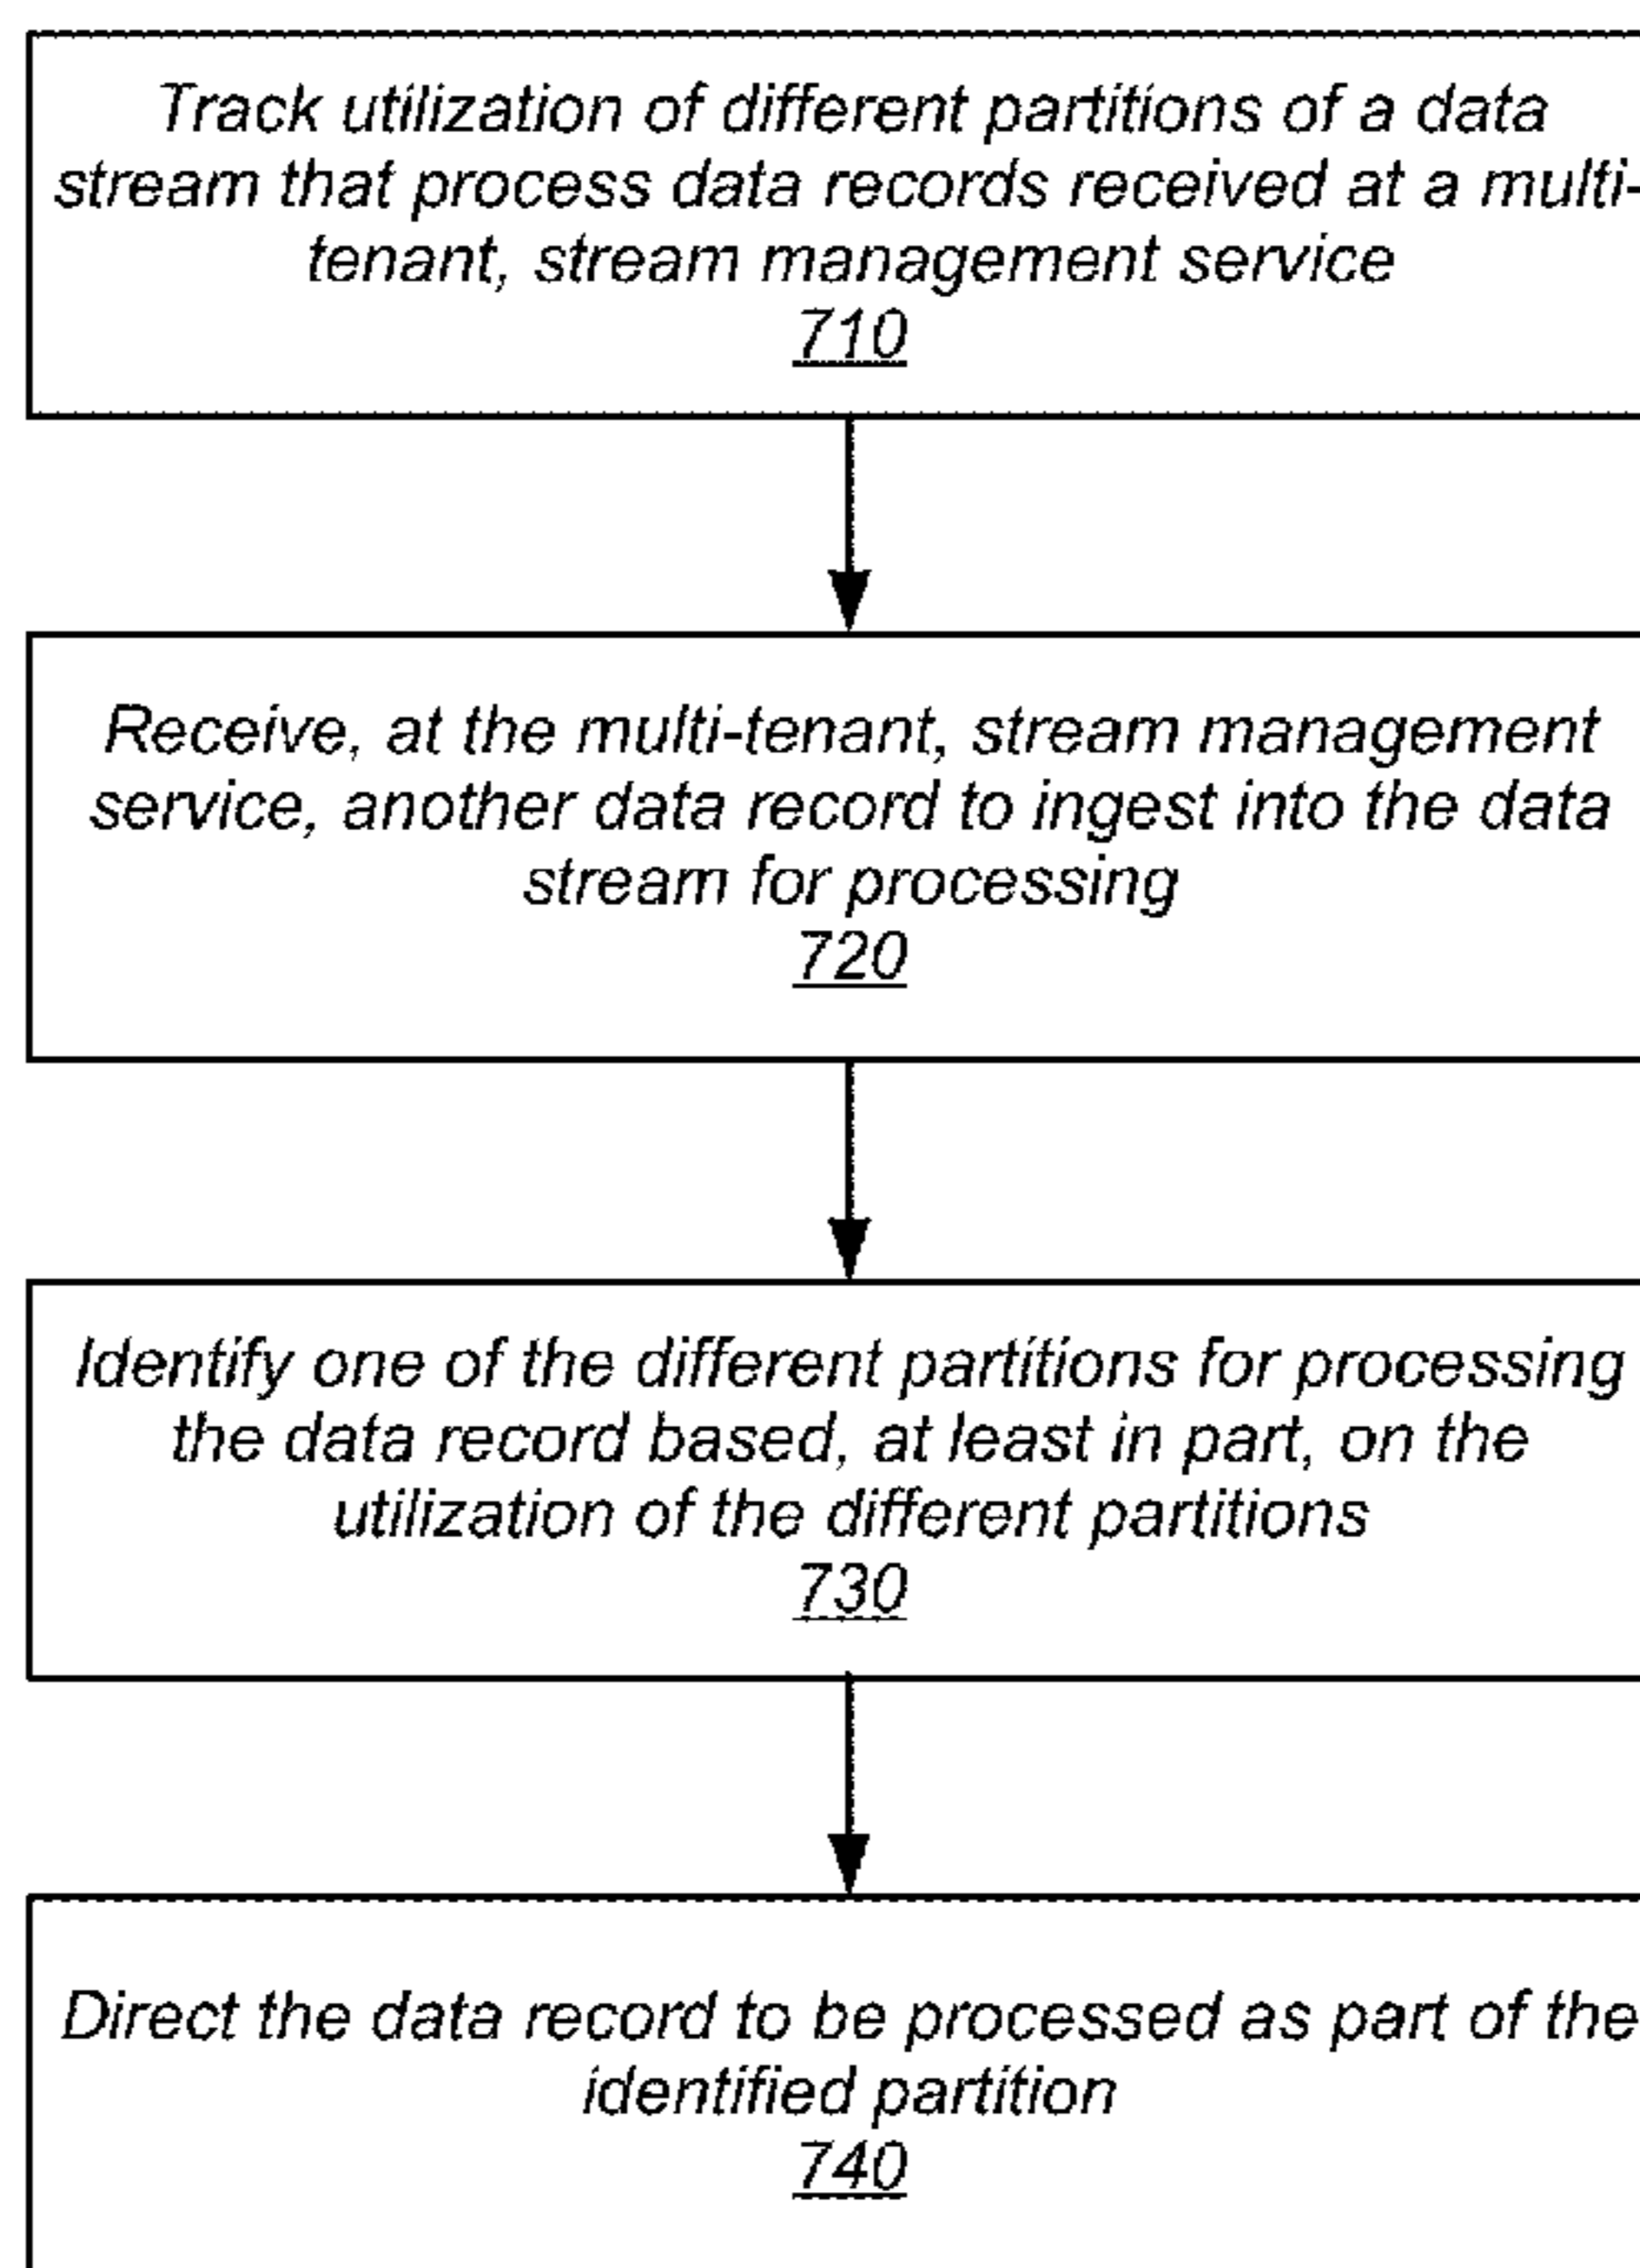 Track utilization of different partitions of a data
stream that process data records received at a multi-
tenant, stream management service
710
Receive, at the multi-tenant, stream management
service, another data record to ingest into the data
stream for processing
720
Identify one of the different partitions for processing
the data record based, at least in part, on the
utilization of the different partitions
730
Direct the data record to be processed as part of the
identified partition
740